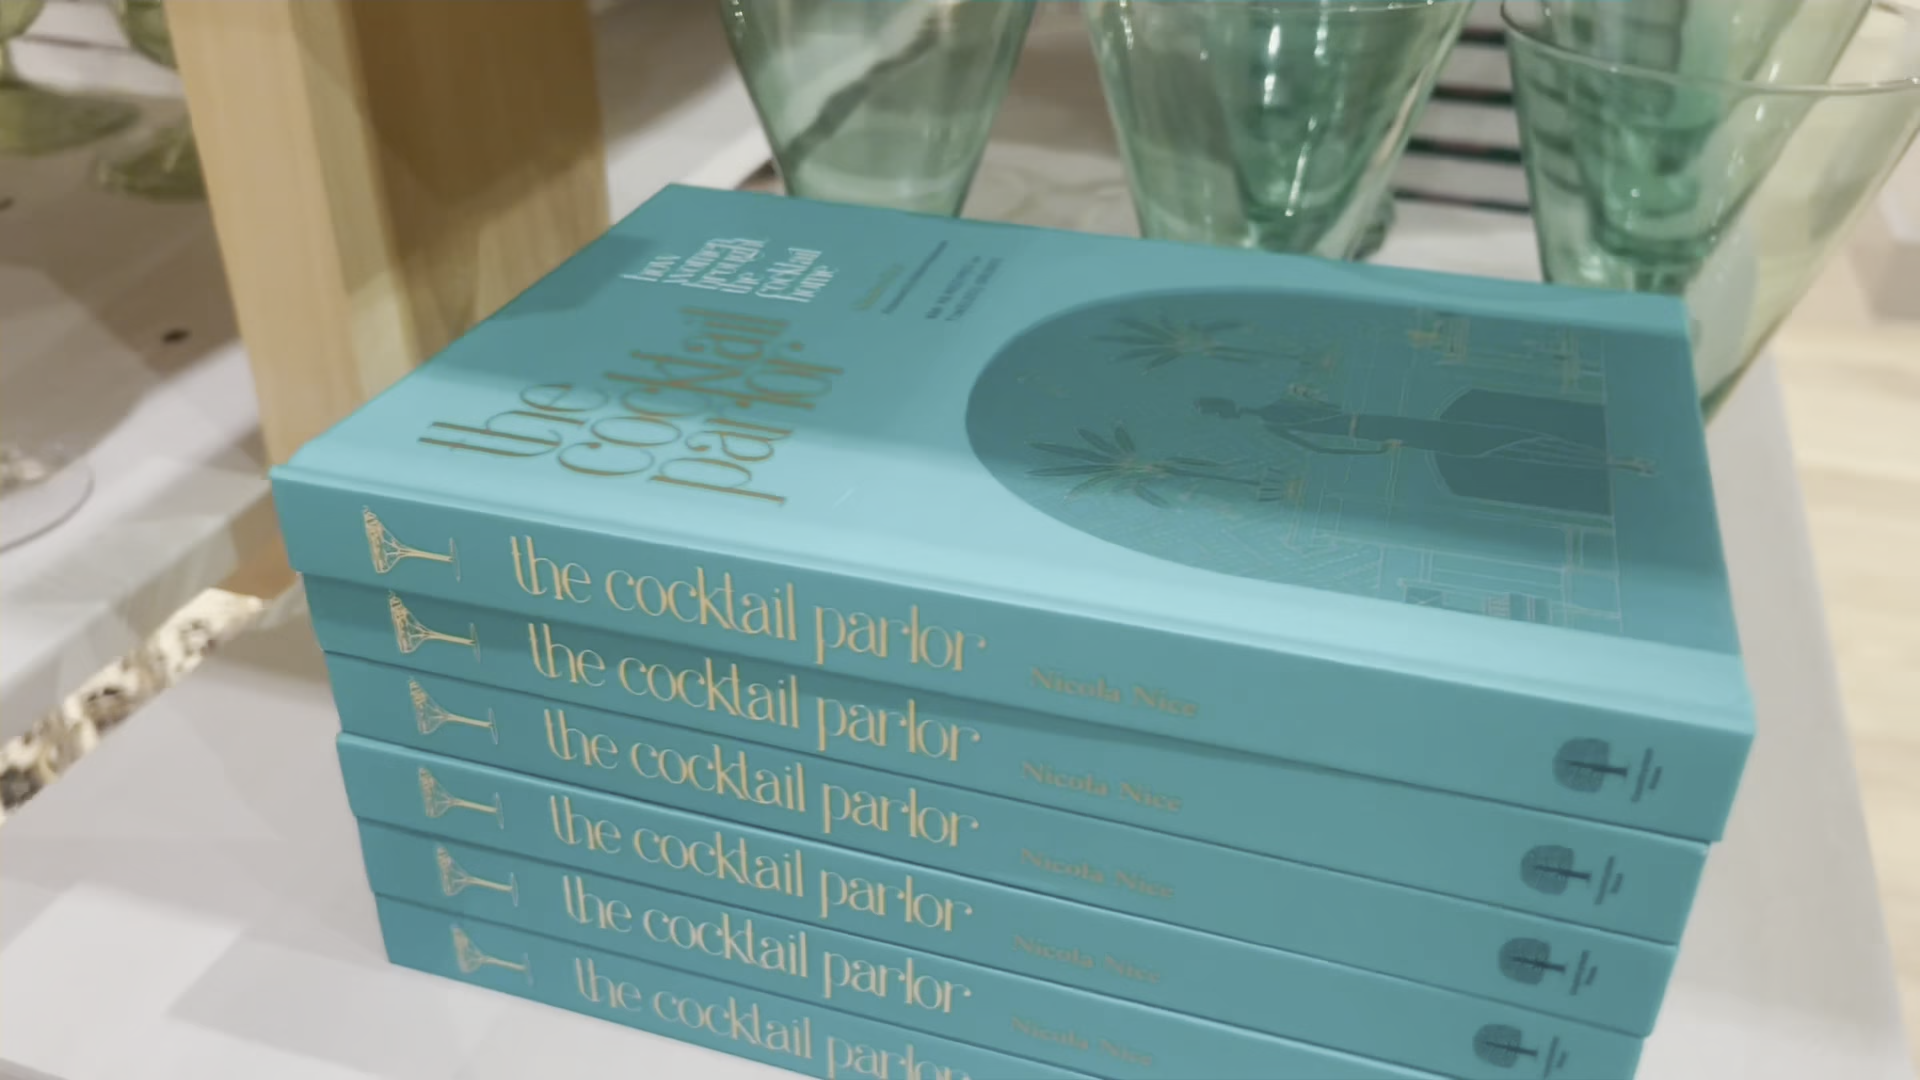 how
women
brought
the
cocktail
home
the
cocktail
parlor
the cocktail parlor Nicola Nice
the cocktail parlor Nicola Nice
the cocktail parlor Nicola Nice
the cocktail parlor Nicola Nice
the cocktail parlor Nicola Nice
the cocktail parlor